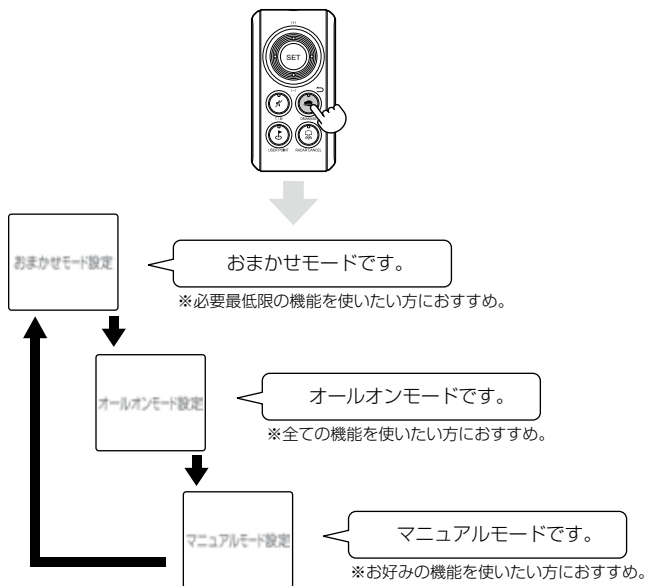 SET
USER POINT RADAR CANCEL
おまかせモード設定
おまかせモードです。
※必要最低限の機能を使いたい方におすすめ。
オールオンモード設定
オールオンモードです。
※全ての機能を使いたい方におすすめ。
マニュアルモード設定
マニュアルモードです。
※お好みの機能を使いたい方におすすめ。